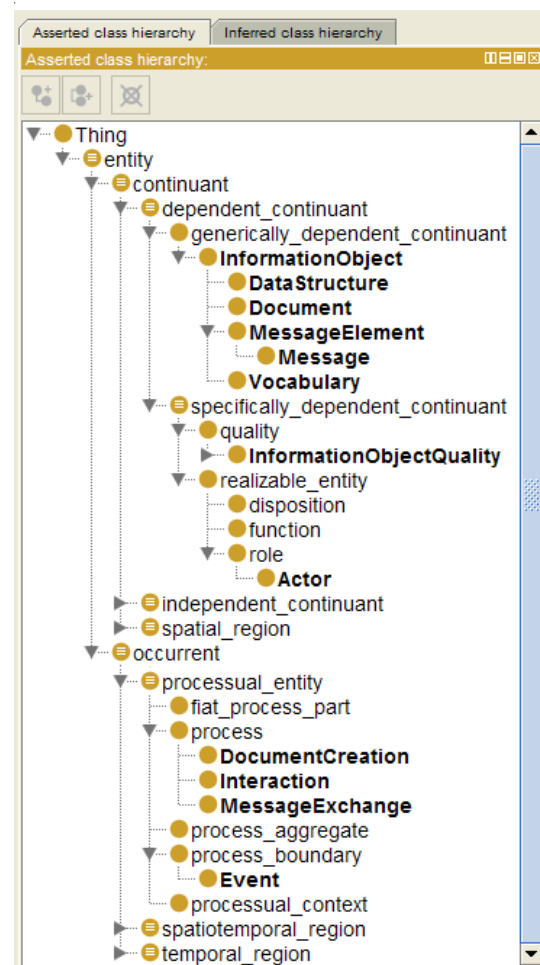 Asserted class hierarchy Inferred class hierarchy
Asserted class hierarchy:
Thing
entity
continuant
dependent_continuant
generically_dependent_continuant
InformationObject
DataStructure
Document
MessageElement
Message
Vocabulary
specifically_dependent_continuant
quality
InformationObjectQuality
realizable_entity
disposition
function
role
Actor
independent_continuant
spatial_region
occurrent
processual_entity
fiat_process_part
process
DocumentCreation
Interaction
MessageExchange
process_aggregate
process_boundary
Event
processual_context
spatiotemporal_region
temporal_region